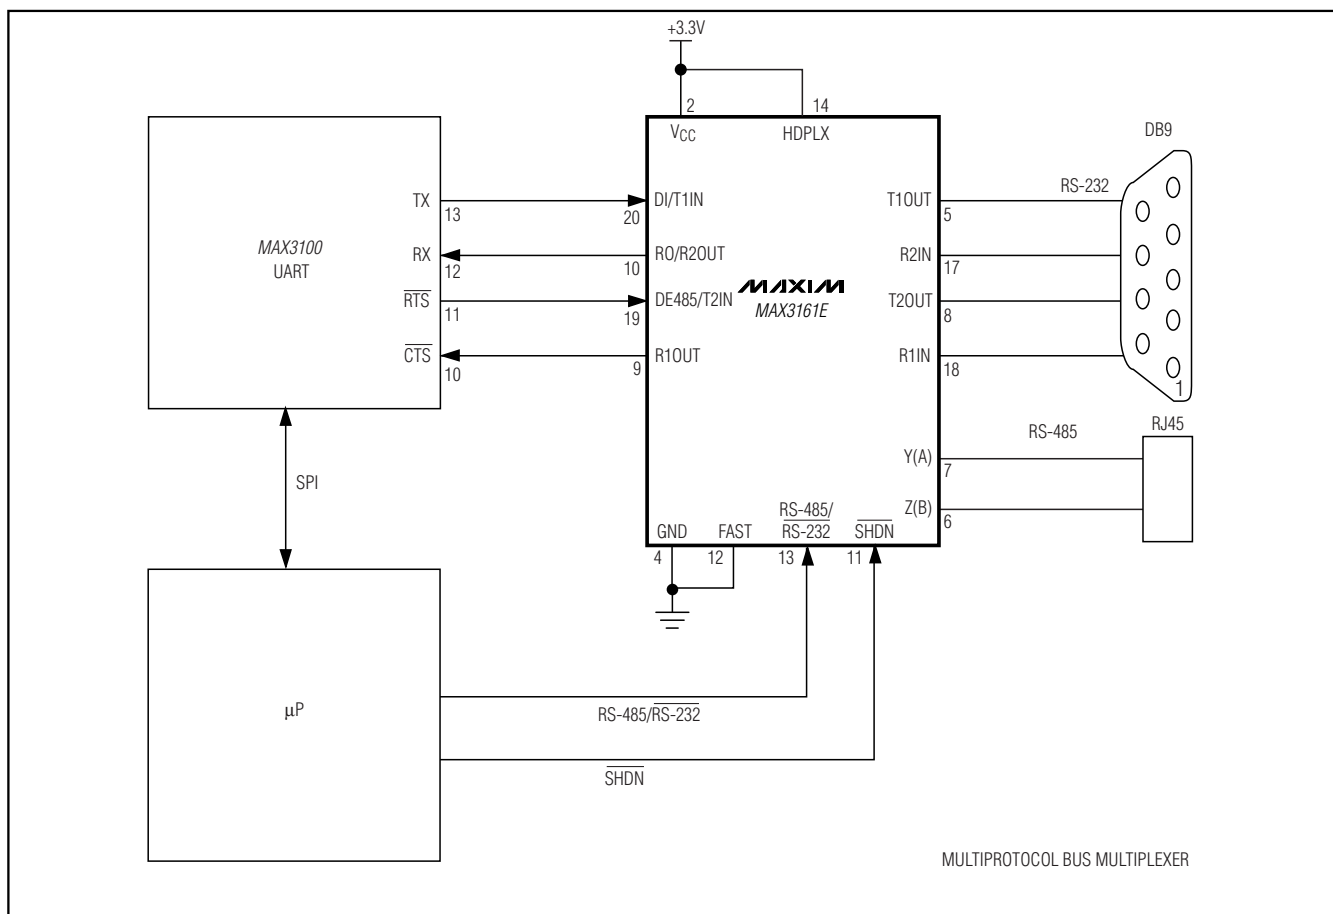 +3.3V
2
14
VCC
HDPLX
DB9
TX
13
DI/T1IN
20
T1OUT
5
RS-232
MAX3100
UART
RX
12
RO/R2OUT
10
R2IN
17
MAXIM
MAX3161E
RTS
11
DE485/T2IN
19
T2OUT
8
CTS
10
R1OUT
9
R1IN
18
1
RS-485
RJ45
Y(A)
7
SPI
Z(B)
6
GND
FAST
RS-485/
RS-232
SHDN
4
12
13
11
μP
RS-485/RS-232
SHDN
MULTIPROTOCOL BUS MULTIPLEXER